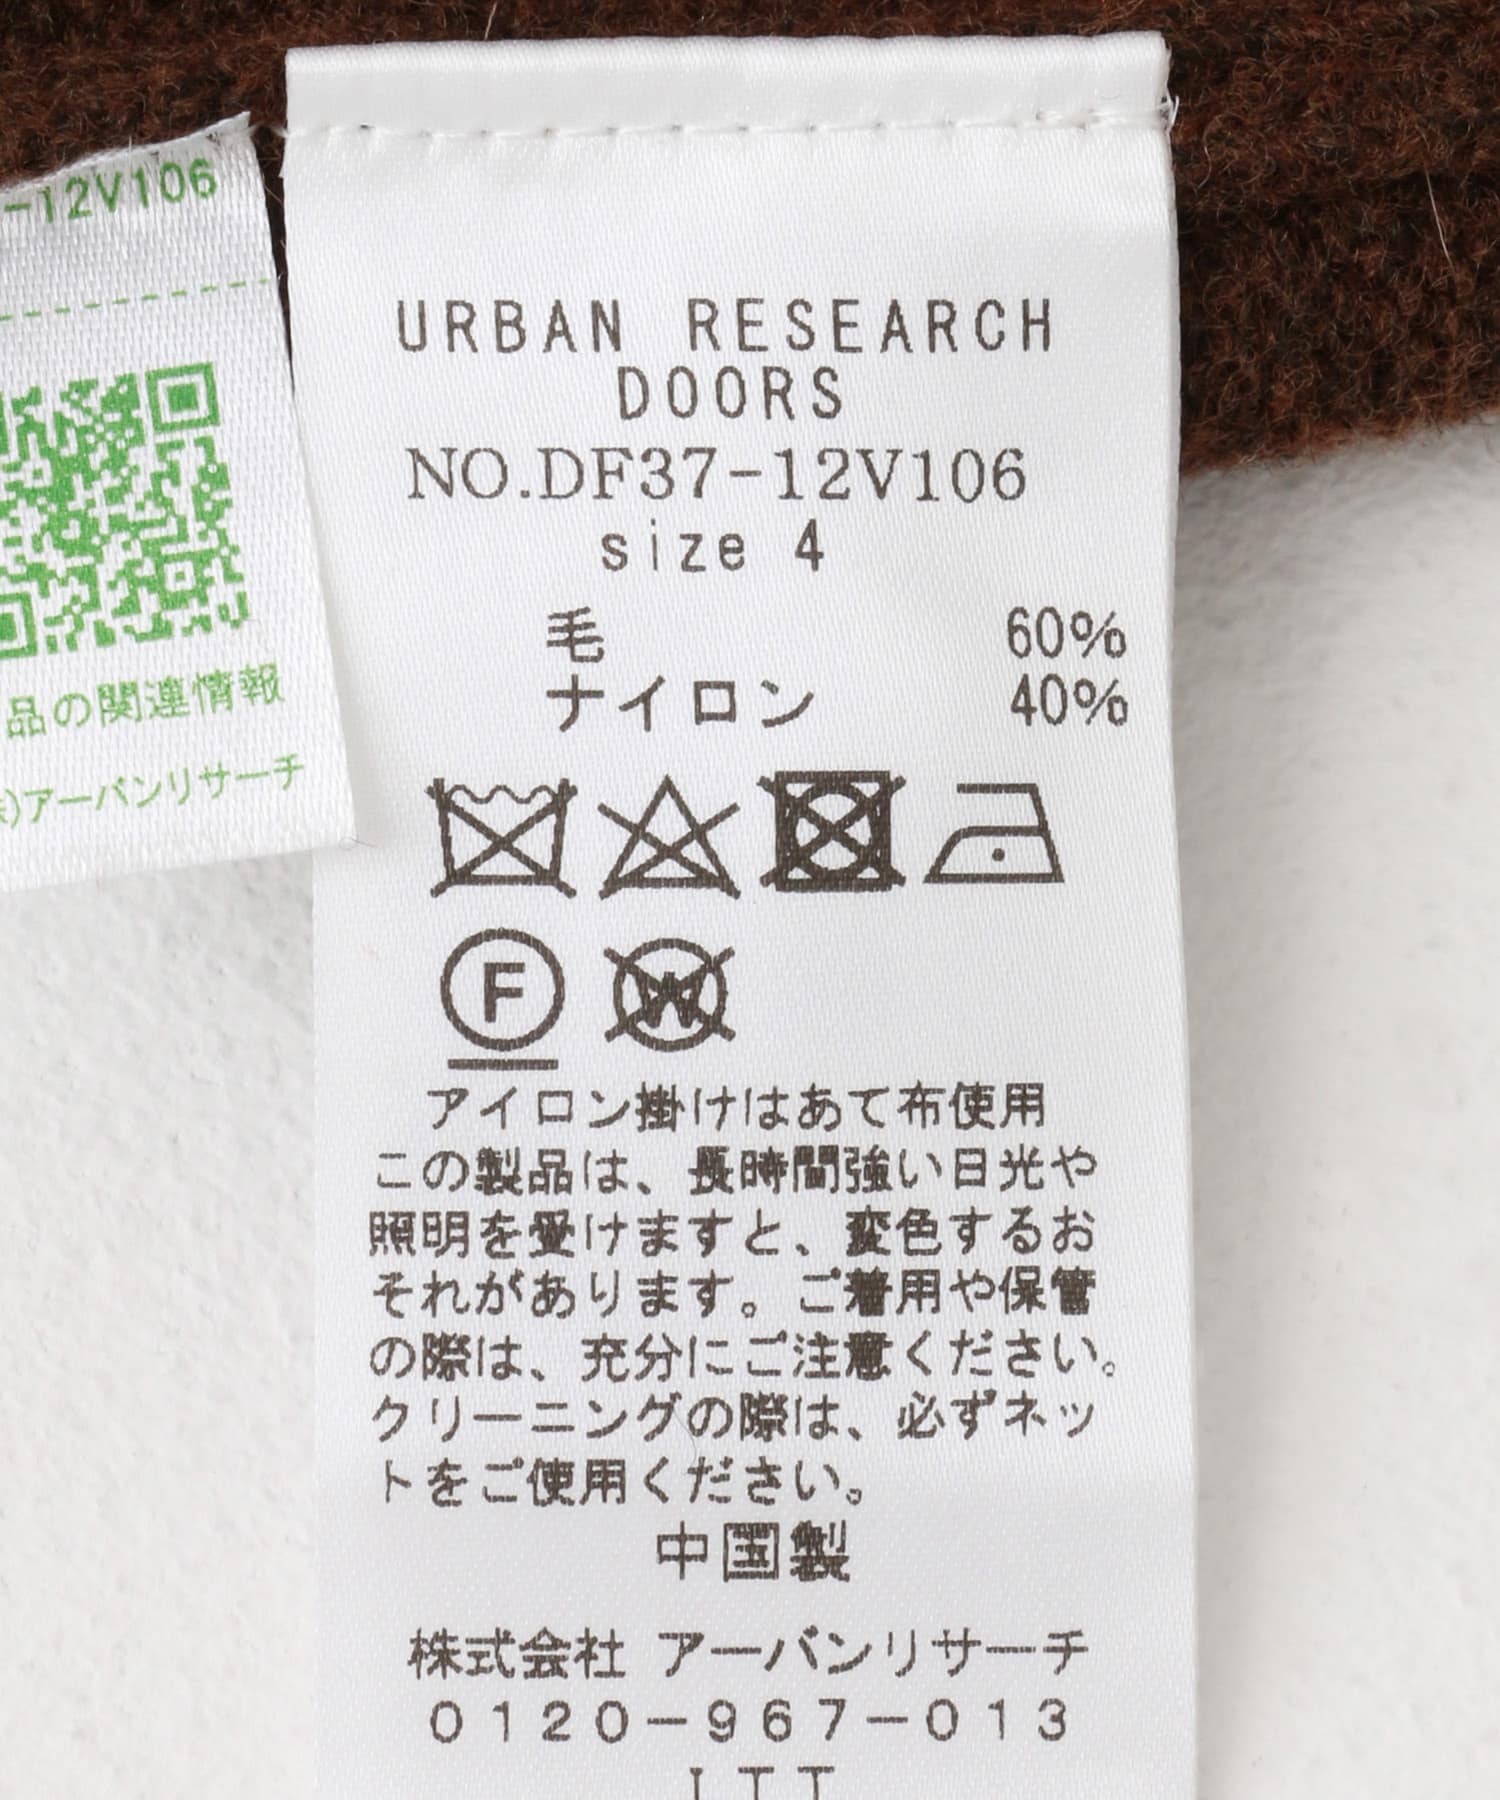 -12V106
品の関連情報
)アーバンリサーチ
URBAN RESEARCH
DOORS
NO.DF37-12V106
size 4
毛 60%
ナイロン 40%
F W
アイロン掛けはあて布使用
この製品は、長時間強い日光や
照明を受けますと、変色するお
それがあります。ご着用や保管
の際は、充分にご注意ください。
クリーニングの際は、必ずネッ
トをご使用ください。
中国製
株式会社 アーバンリサーチ
0120-967-013